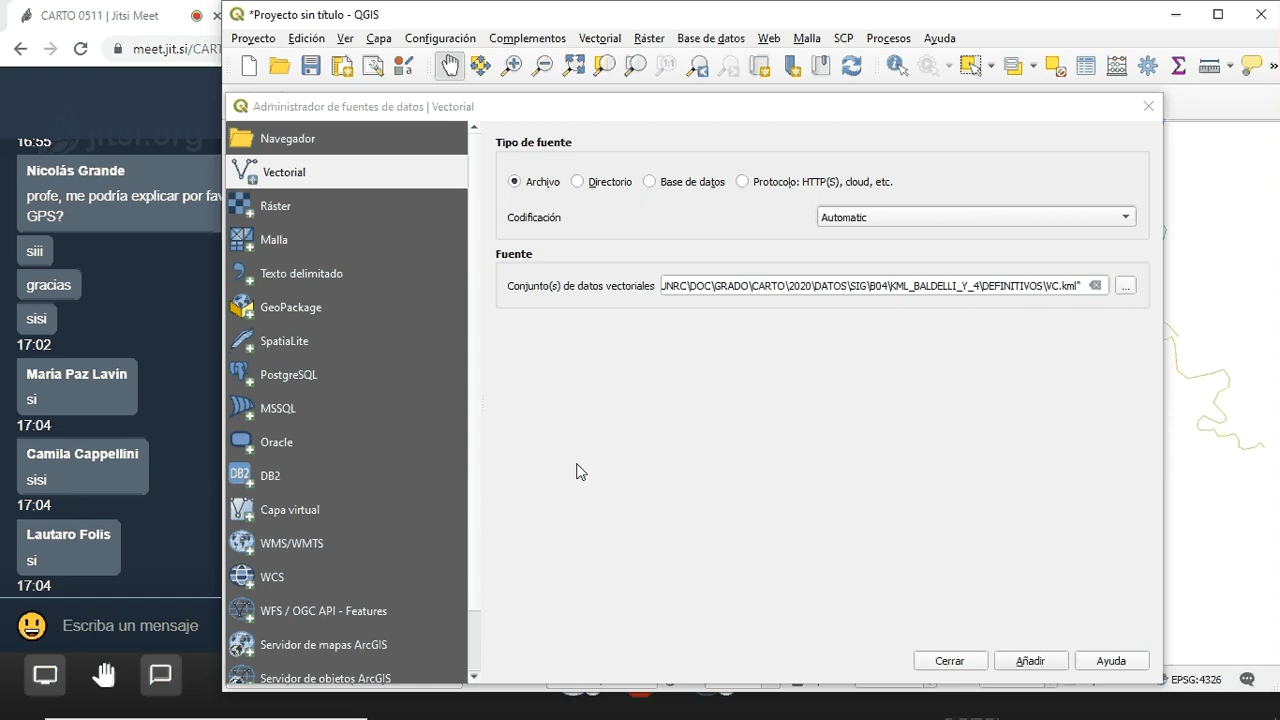 CARTO 0511 | Jitsi Meet
meet.jit.si/CART
jitsi.org
16:55
Nicolás Grande
profe, me podría explicar por fav
GPS?
siii
gracias
sisi
17:02
María Paz Lavín
si
17:04
Camila Cappellini
sisi
17:04
Lautaro Folis
si
17:04
Escriba un mensaje
*Proyecto sin título - QGIS
Proyecto Edición Ver Capa Configuración Complementos Vectorial Ráster Base de datos Web Malla SCP Procesos Ayuda
Administrador de fuentes de datos | Vectorial
Navegador
Vectorial
Ráster
Malla
Texto delimitado
GeoPackage
SpatiaLite
PostgreSQL
MSSQL
Oracle
DB2
DB2
Capa virtual
WMS/WMTS
WCS
WFS / OGC API - Features
Servidor de mapas ArcGIS
Servidor de objetos ArcGIS
Tipo de fuente
Archivo Directorio Base de datos Protocolo: HTTP(S), cloud, etc.
Codificación Automatic
Fuente
Conjunto(s) de datos vectoriales JNRC\DOC\GRADO\CARTO\2020\DATOS\SIG\B04\KML_BALDELLI_Y_4\DEFINITIVOS\VC.kml" ...
Cerrar Añadir Ayuda
EPSG:4326